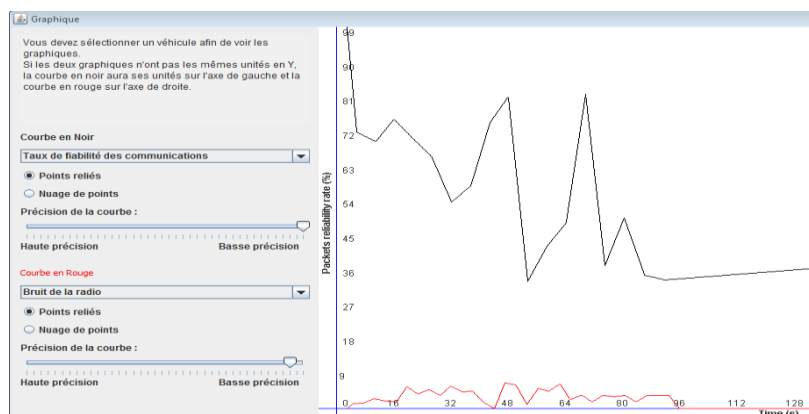 Graphique
Vous devez sélectionner un véhicule afin de voir les
graphiques.
Si les deux graphiques n'ont pas les mêmes unités en Y,
la courbe en noir aura ses unités sur l'axe de gauche et la
courbe en rouge sur l'axe de droite.
Courbe en Noir
Taux de fiabilité des communications
Points reliés
Nuage de points
Précision de la courbe :
Haute précision Basse précision
Courbe en Rouge
Bruit de la radio
Points reliés
Nuage de points
Précision de la courbe :
Haute précision Basse précision
Packets reliability rate (%)
99
90
81
72
63
54
45
36
27
18
9
0 16 32 48 64 80 96 112 128
Time (s)